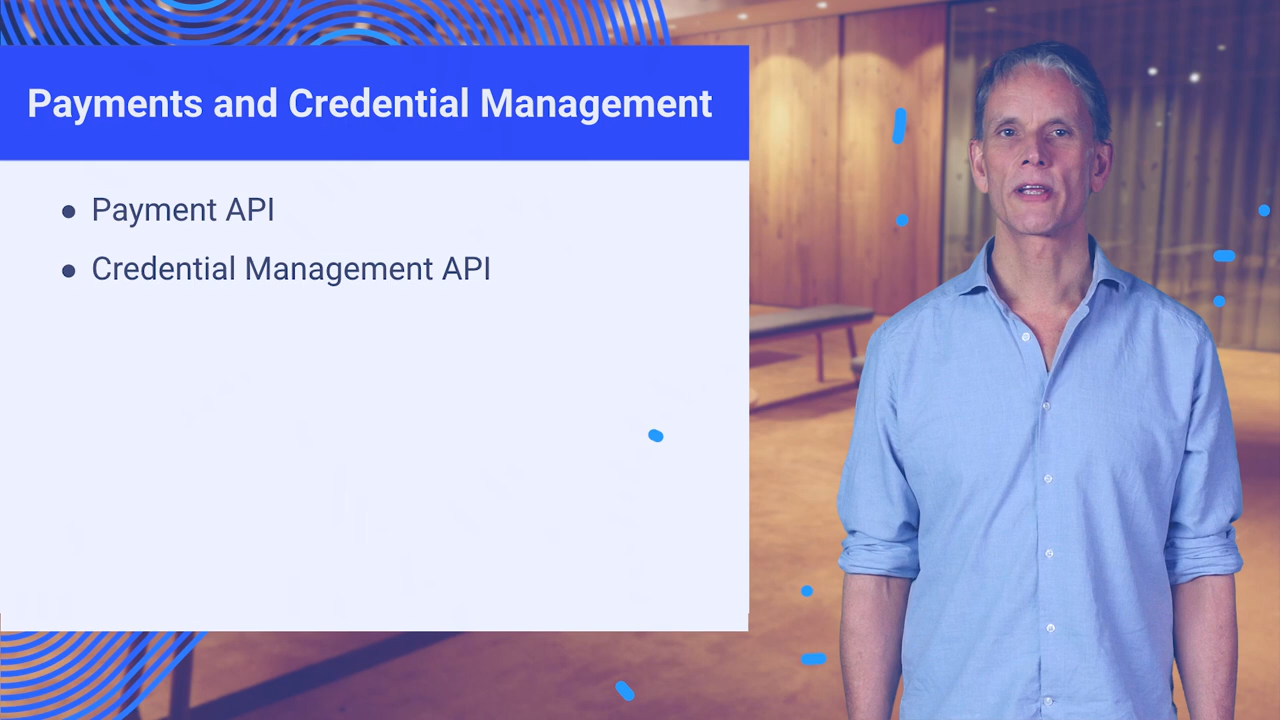 Payments and Credential Management
● Payment API
● Credential Management API